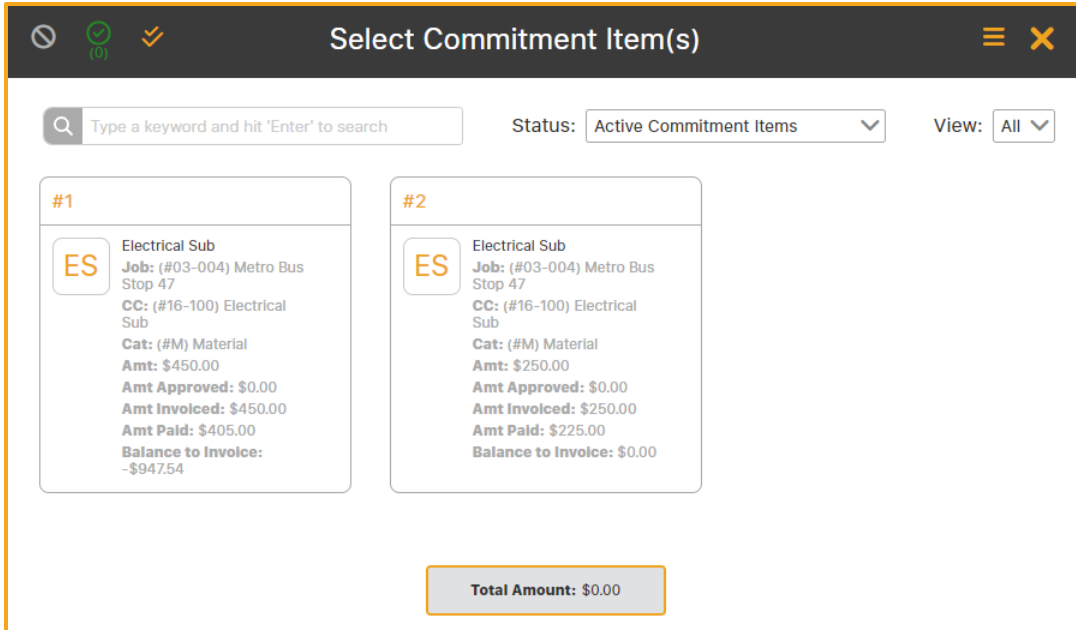 (0)
Select Commitment Item(s)
Type a keyword and hit 'Enter' to search
Status: Active Commitment Items
View: All
#1
ES
Electrical Sub
Job: (#03-004) Metro Bus
Stop 47
CC: (#16-100) Electrical
Sub
Cat: (#M) Material
Amt: $450.00
Amt Approved: $0.00
Amt Invoiced: $450.00
Amt Paid: $405.00
Balance to Invoice:
-$947.54
#2
ES
Electrical Sub
Job: (#03-004) Metro Bus
Stop 47
CC: (#16-100) Electrical
Sub
Cat: (#M) Material
Amt: $250.00
Amt Approved: $0.00
Amt Invoiced: $250.00
Amt Paid: $225.00
Balance to Invoice: $0.00
Total Amount: $0.00